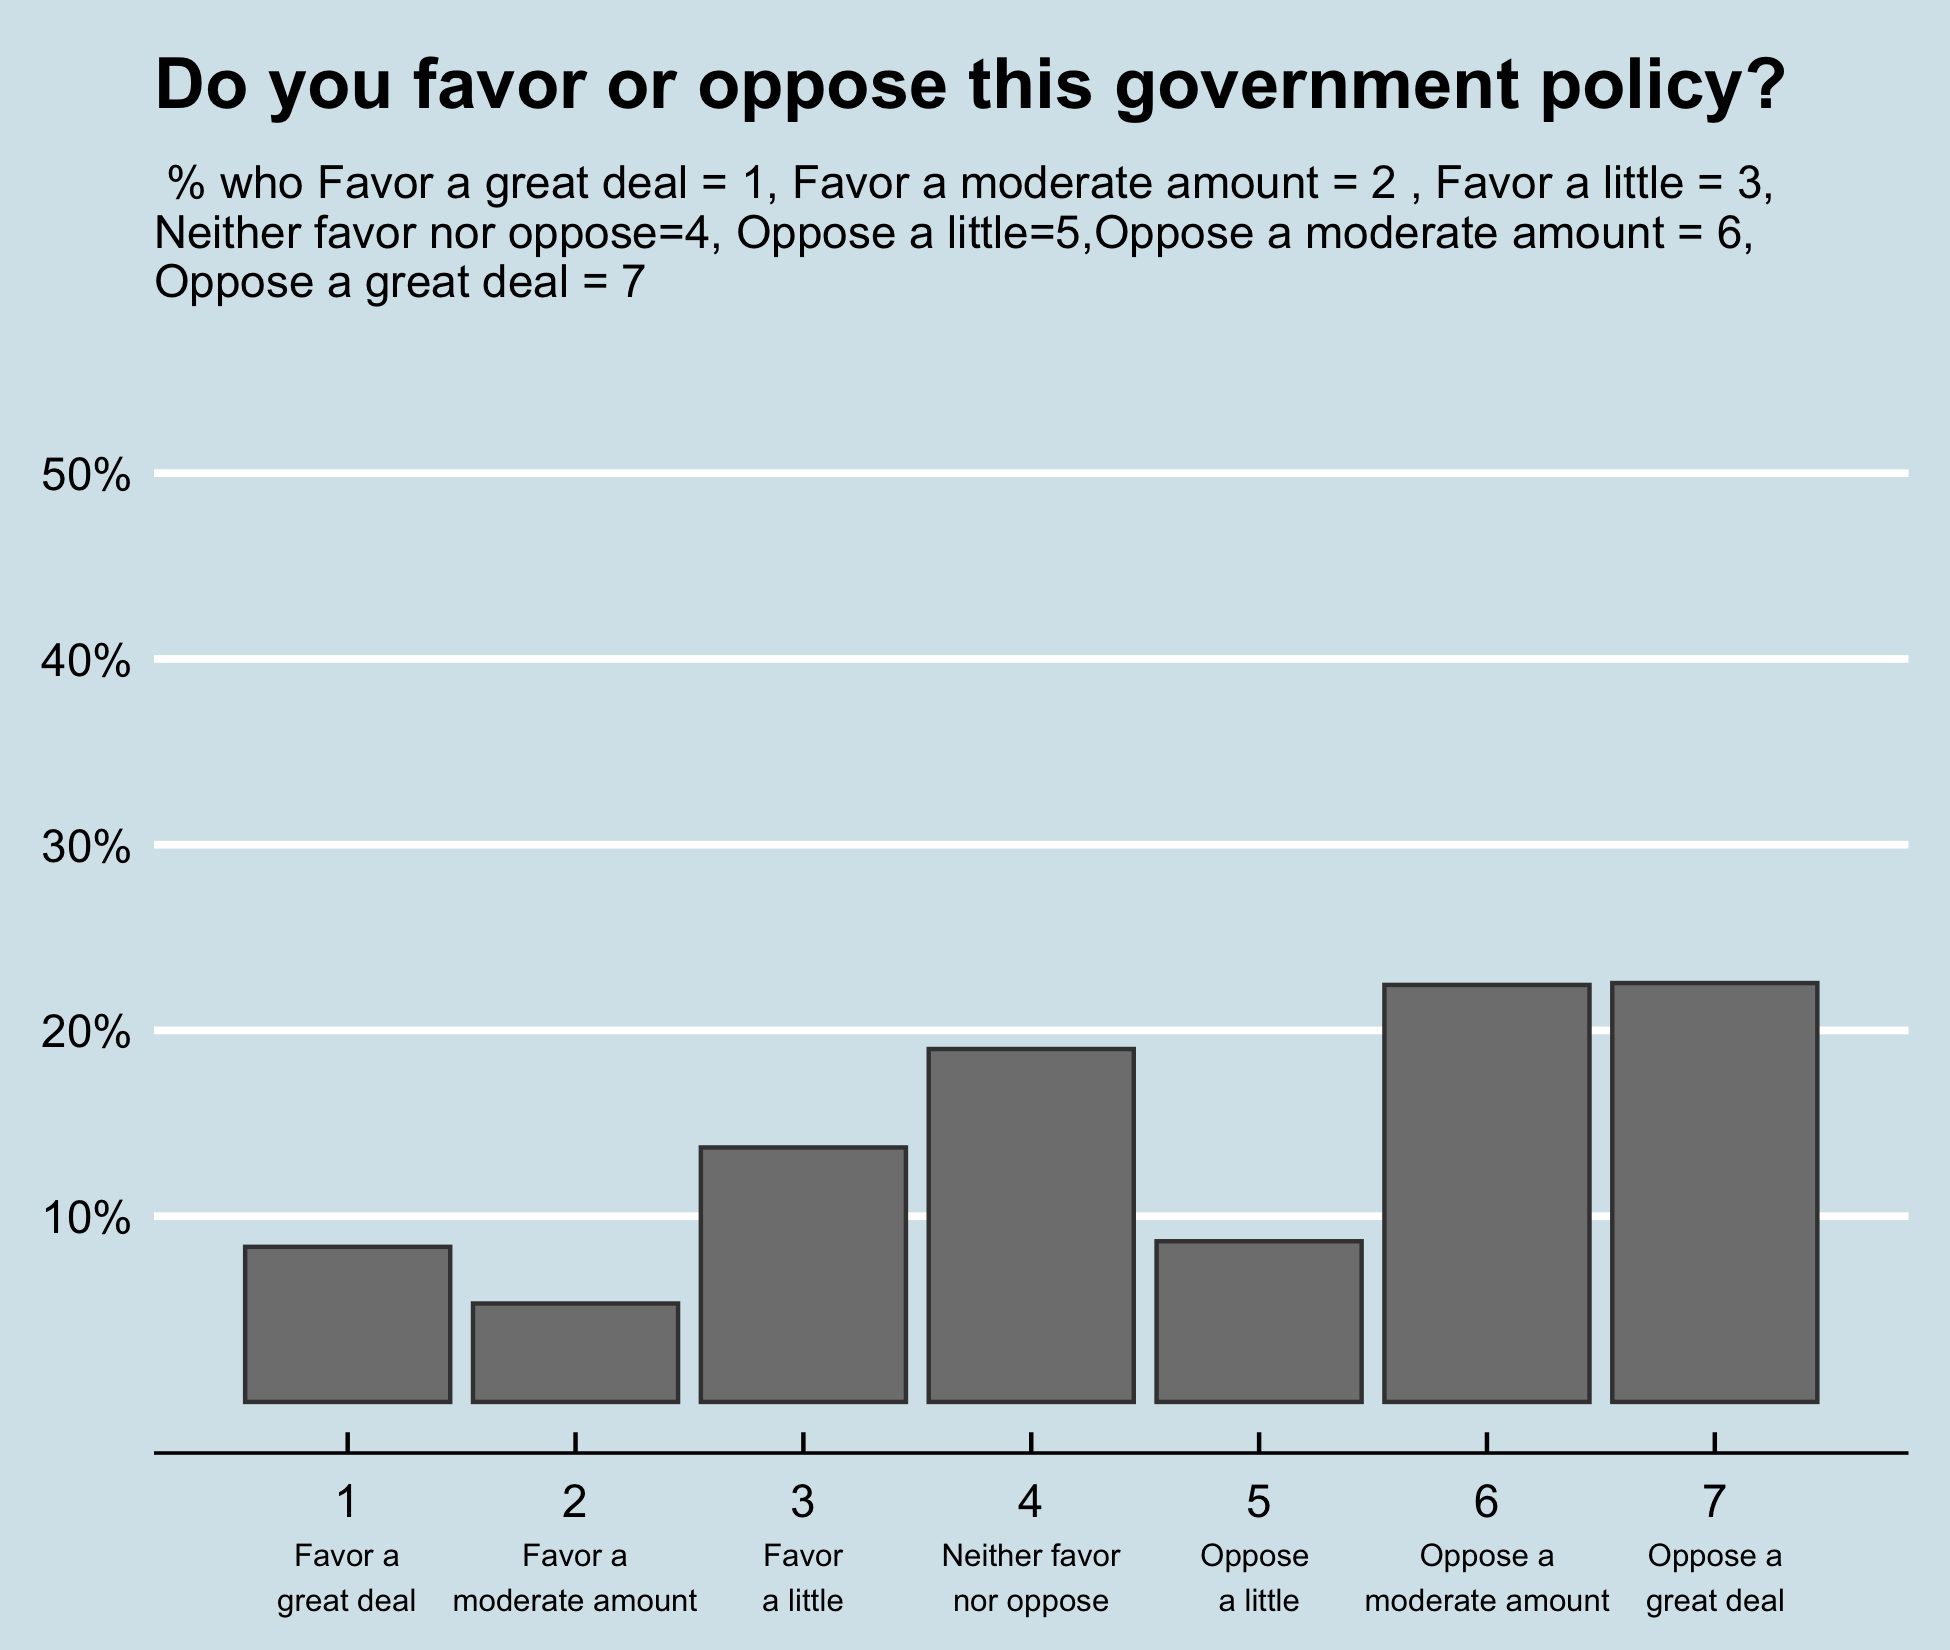 Do you favor or oppose this government policy?
% who Favor a great deal = 1, Favor a moderate amount = 2 , Favor a little = 3,
Neither favor nor oppose=4, Oppose a little=5,Oppose a moderate amount = 6,
Oppose a great deal = 7
50%
40%
30%
20%
10%
1 2 3 4 5 6 7
Favor a Favor a Favor Neither favor Oppose Oppose a Oppose a
great deal moderate amount a little nor oppose a little moderate amount great deal